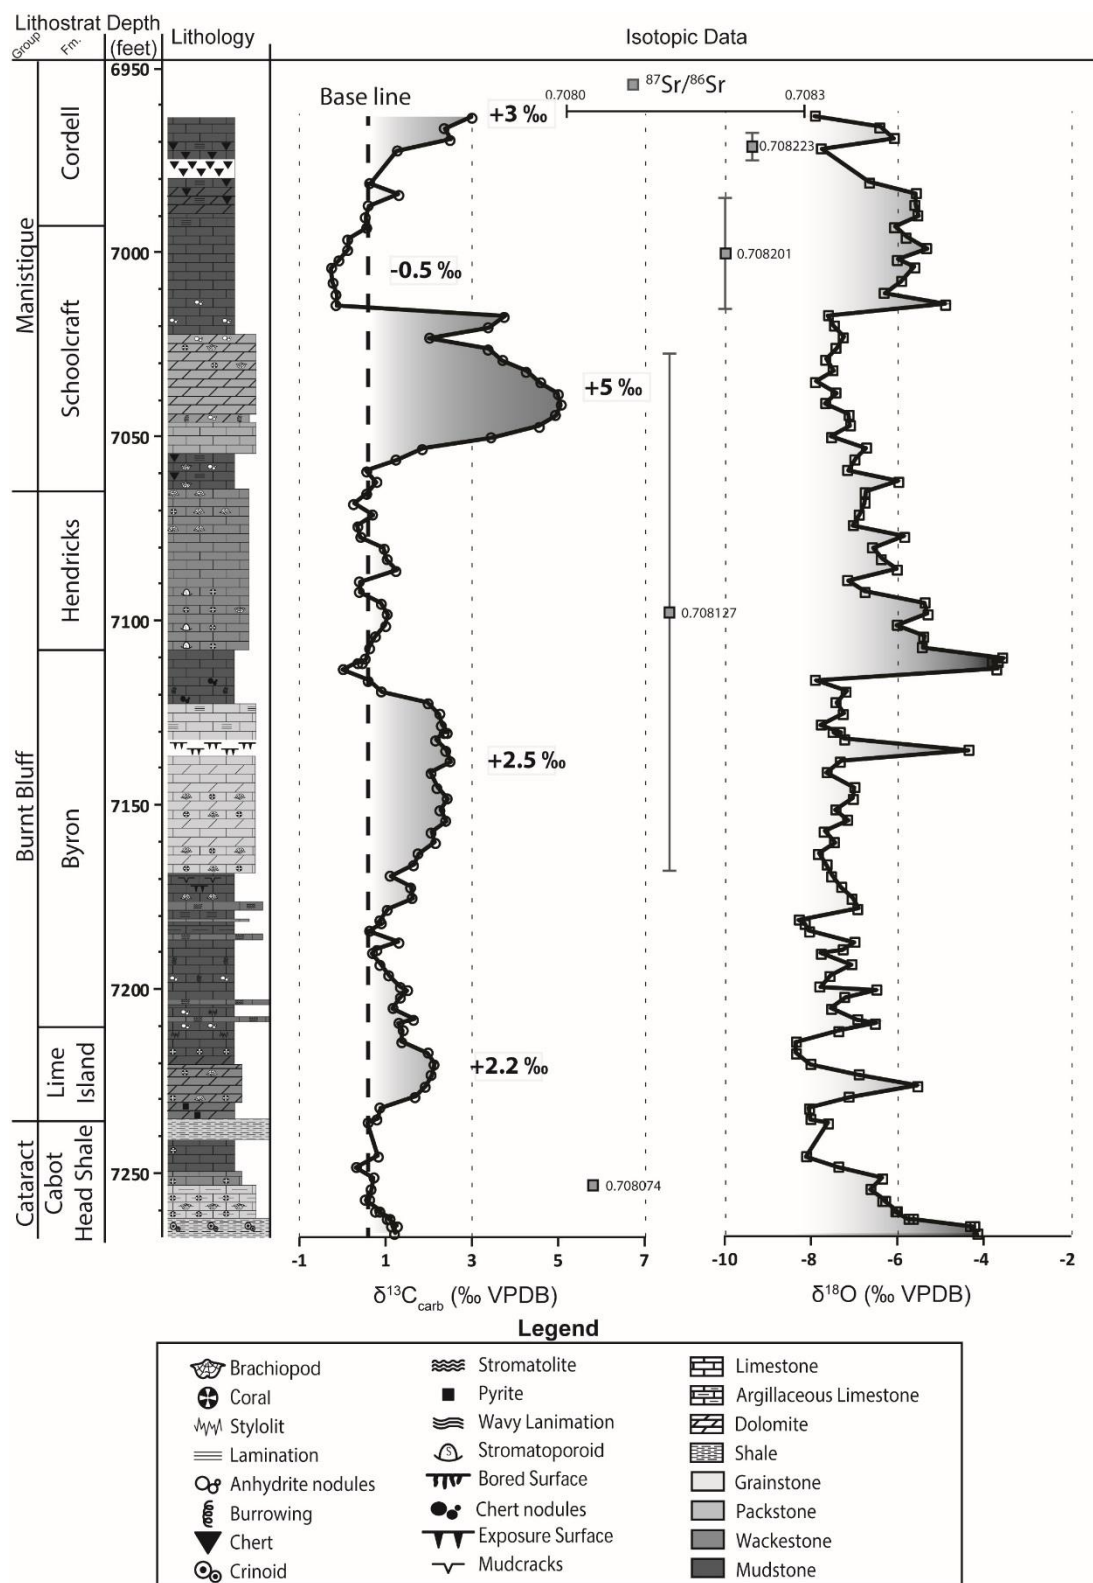 Lithostrat Depth
Group Fm. (feet) Lithology Isotopic Data
6950
Base line
+3 ‰
87Sr/86Sr
0.7080 0.7083
0.708223
Cordell
7000
-0.5 ‰
0.708201
Manistique
Schoolcraft
+5 ‰
7050
Hendricks
7100
0.708127
+2.5 ‰
7150
Burnt Bluff
Byron
7200
+2.2 ‰
Lime
Island
7250
0.708074
Cataract
Cabot
Head Shale
-1 1 3 5 7 -10 -8 -6 -4 -2
δ13Ccarb (‰ VPDB) δ18O (‰ VPDB)
Legend
Brachiopod Stromatolite Limestone
Coral Pyrite Argillaceous Limestone
Stylolit Wavy Lanimation Dolomite
Lamination S Stromatoporoid Shale
Anhydrite nodules Bored Surface Grainstone
Burrowing Chert nodules Packstone
Chert Exposure Surface Wackestone
Crinoid Mudcracks Mudstone